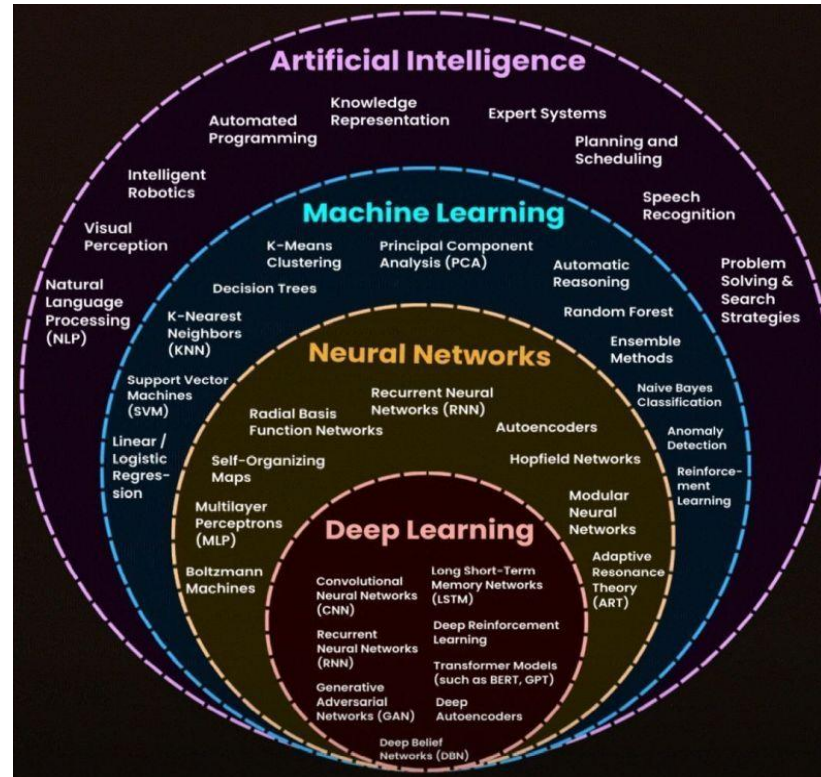 Artificial Intelligence
Knowledge
Representation
Expert Systems
Automated
Programming
Planning and
Scheduling
Intelligent
Robotics
Speech
Recognition
Visual
Perception
Problem
Solving &
Search
Strategies
Natural
Language
Processing
(NLP)
Machine Learning
K-Means
Clustering
Principal Component
Analysis (PCA)
Automatic
Reasoning
Decision Trees
Random Forest
K-Nearest
Neighbors
(KNN)
Ensemble
Methods
Support Vector
Machines
(SVM)
Naive Bayes
Classification
Linear /
Logistic
Regres-
sion
Anomaly
Detection
Reinforce-
ment
Learning
Neural Networks
Recurrent Neural
Networks (RNN)
Radial Basis
Function Networks
Autoencoders
Self-Organizing
Maps
Hopfield Networks
Multilayer
Perceptrons
(MLP)
Modular
Neural
Networks
Boltzmann
Machines
Adaptive
Resonance
Theory
(ART)
Deep Learning
Convolutional
Neural Networks
(CNN)
Long Short-Term
Memory Networks
(LSTM)
Recurrent
Neural Networks
(RNN)
Deep Reinforcement
Learning
Transformer Models
(such as BERT, GPT)
Generative
Adversarial
Networks (GAN)
Deep
Autoencoders
Deep Belief
Networks (DBN)